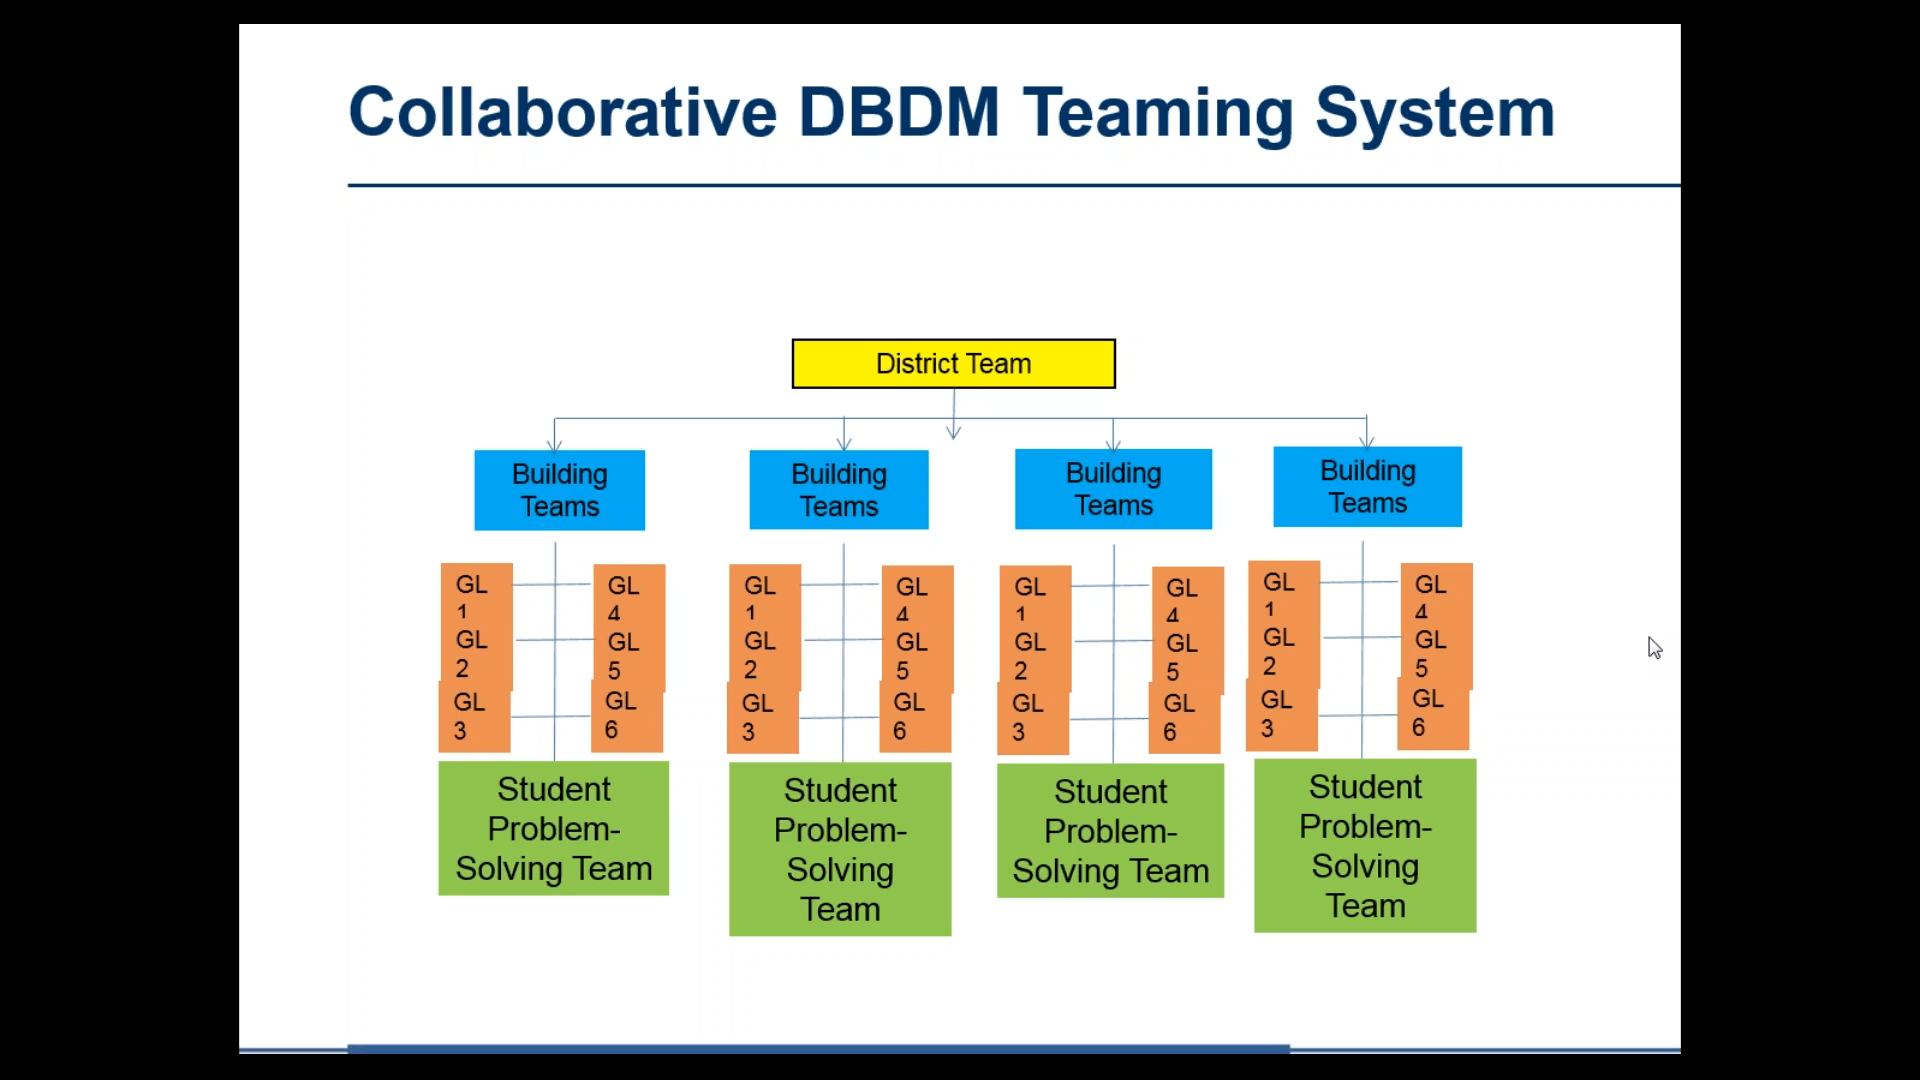 Collaborative DBDM Teaming System
District Team
Building
Teams
GL
1
GL
2
GL
3
GL
4
GL
5
GL
6
Student
Problem-
Solving Team
Building
Teams
GL
1
GL
2
GL
3
GL
4
GL
5
GL
6
Student
Problem-
Solving
Team
Building
Teams
GL
1
GL
2
GL
3
GL
4
GL
5
GL
6
Student
Problem-
Solving Team
Building
Teams
GL
1
GL
2
GL
3
GL
4
GL
5
GL
6
Student
Problem-
Solving
Team